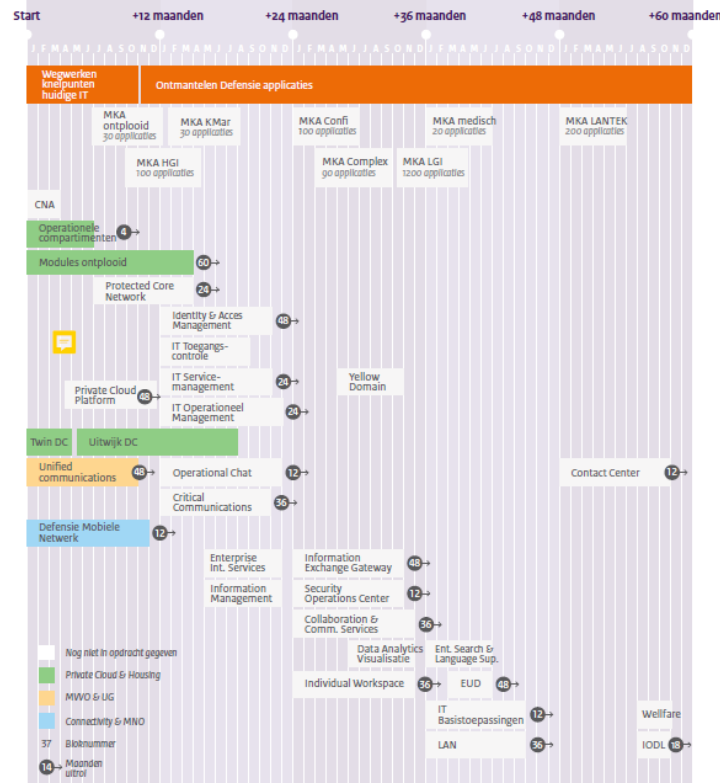 Start +12 maanden +24 maanden +36 maanden +48 maanden +60 maanden
J F M A M J J A S O N D J F M A M J J A S O N D J F M A M J J A S O N D J F M A M J J A S O N D J F M A M J J A S O N D
Wegwerken
knelpunten
huidige IT
Ontmantelen Defensie applicaties
MKA
ontplooid
30 applicaties
MKA KMar
30 applicaties
MKA Confi
100 applicaties
MKA medisch
20 applicaties
MKA LANTEK
200 applicaties
MKA HGI
100 applicaties
MKA Complex
90 applicaties
MKA LGI
1200 applicaties
CNA
Operationele
compartimenten
4
Modules ontplooid
60
Protected Core
Network
24
Identity & Acces
Management
48
IT Toegangs-
controle
IT Service-
management
24
Yellow
Domain
Private Cloud
Platform
48
IT Operationeel
Management
24
Twin DC
Uitwijk DC
Unified
communications
48
Operational Chat
12
Contact Center
12
Critical
Communications
36
Defensie Mobiele
Netwerk
12
Enterprise
Int. Services
Information
Exchange Gateway
48
Information
Management
Security
Operations Center
12
Collaboration &
Comm. Services
36
Data Analytics
Visualisatie
Ent. Search &
Language Sup.
Individual Workspace
36
EUD
48
IT
Basistoepassingen
12
Wellfare
LAN
36
IODL
18
Nog niet in opdracht gegeven
Private Cloud & Housing
MVVO & UG
Connectivity & MNO
37 Bloknummer
14 Maanden
uitrol